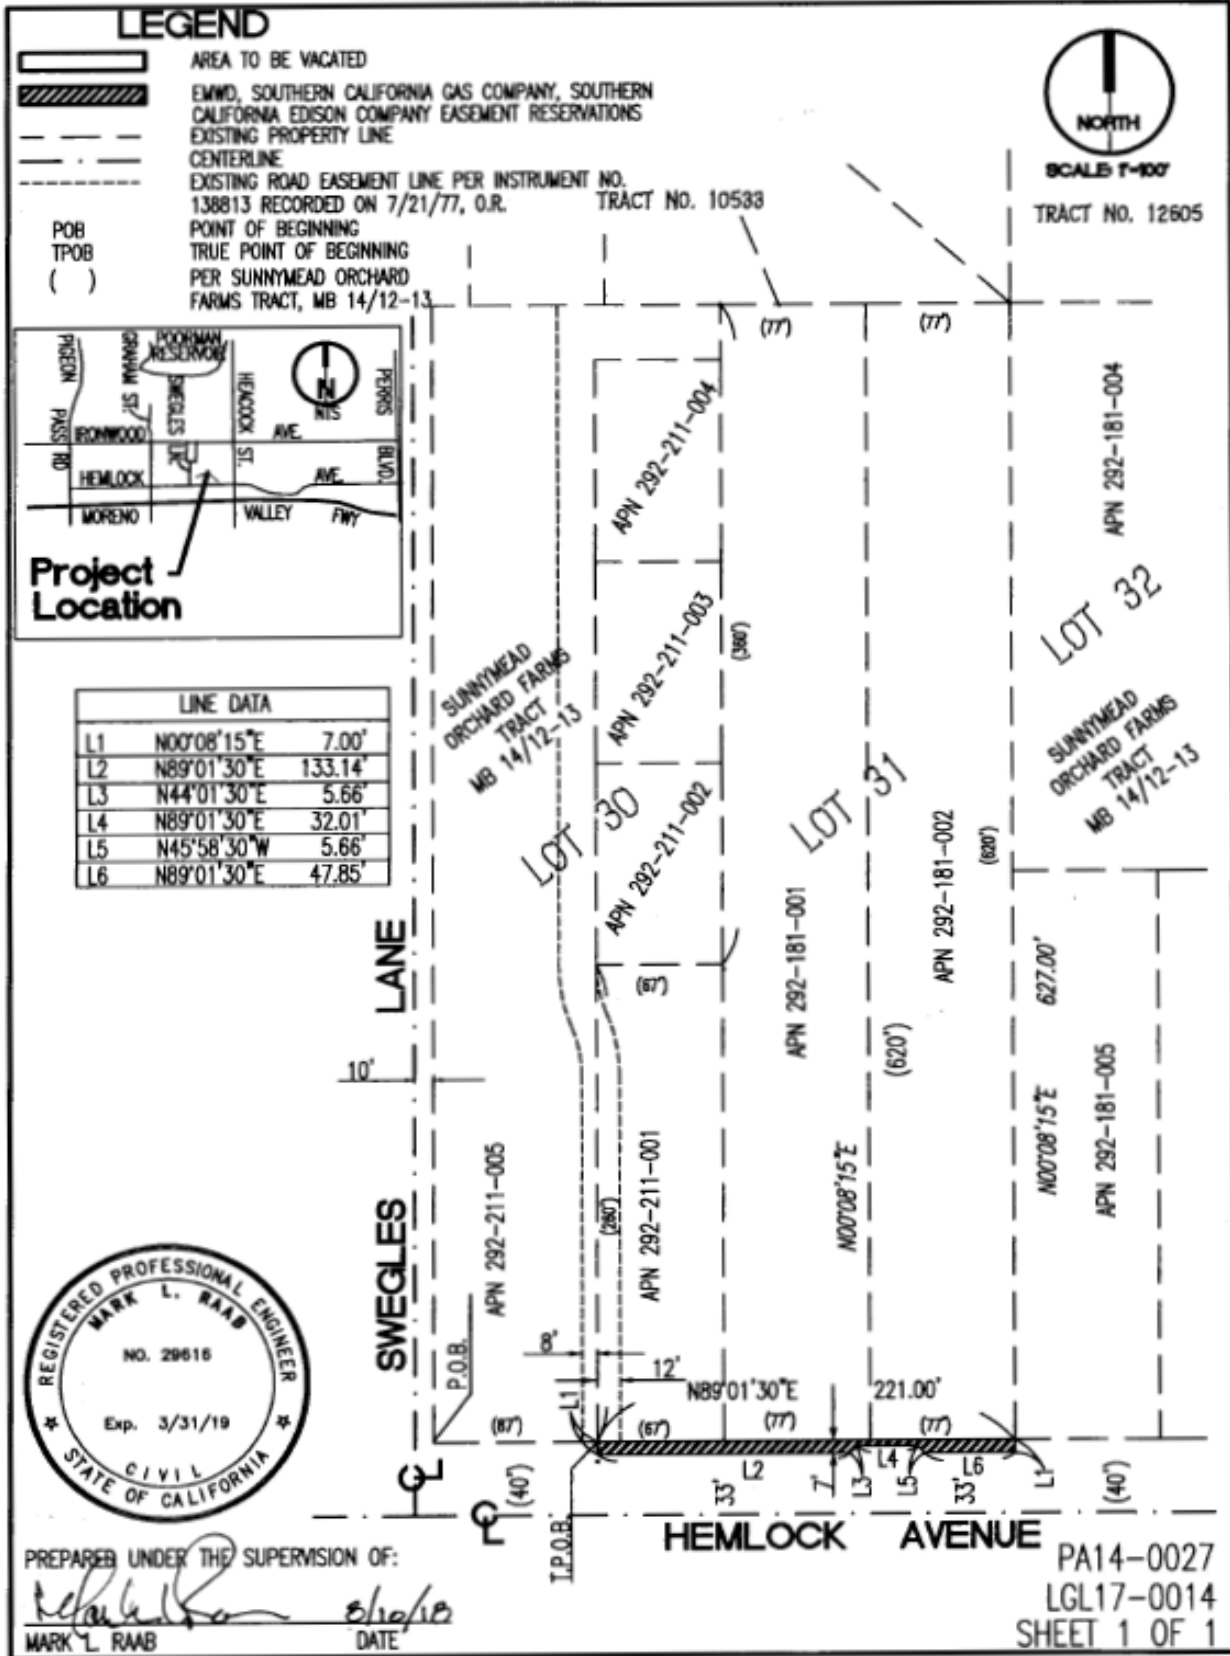 LEGEND
AREA TO BE VACATED
EMWD, SOUTHERN CALIFORNIA GAS COMPANY, SOUTHERN
CALIFORNIA EDISON COMPANY EASEMENT RESERVATIONS
EXISTING PROPERTY LINE
CENTERLINE
EXISTING ROAD EASEMENT LINE PER INSTRUMENT NO.
138813 RECORDED ON 7/21/77, O.R.
POB POINT OF BEGINNING
TPOB TRUE POINT OF BEGINNING
( ) PER SUNNYMEAD ORCHARD
FARMS TRACT, MB 14/12-13
NORTH
SCALE: 1"=100'
TRACT NO. 10533
TRACT NO. 12605
PIGEON
PASS RD
GRAHAM ST.
POORMAN
RESERVOIR
SWEGLES LN.
HEACOCK ST.
N
NTS
PERRIS
BLVD.
IRONWOOD AVE.
HEMLOCK AVE.
MORENO VALLEY FWY
Project
Location
LINE DATA
L1 N00°08'15"E 7.00'
L2 N89°01'30"E 133.14'
L3 N44°01'30"E 5.66'
L4 N89°01'30"E 32.01'
L5 N45°58'30"W 5.66'
L6 N89°01'30"E 47.85'
(77')
(77')
APN 292-211-004
APN 292-181-004
APN 292-211-003
(360')
LOT 32
SUNNYMEAD
ORCHARD FARMS
TRACT
MB 14/12-13
SUNNYMEAD
ORCHARD FARMS
TRACT
MB 14/12-13
LOT 30
APN 292-211-002
LOT 31
(620')
APN 292-181-001
APN 292-181-002
(67')
627.00'
N00°08'15"E
(620')
N00°08'15"E
APN 292-181-005
10'
SWEGLES LANE
APN 292-211-005
(260')
APN 292-211-001
P.O.B.
8'
12'
L1
N89°01'30"E 221.00'
(87')
(67')
(77')
(77')
L2
L3
L4
L5
L6
L1
(40')
33'
7'
33'
(40')
CL
CL
T.P.O.B.
HEMLOCK AVENUE
REGISTERED PROFESSIONAL ENGINEER
MARK L. RAAB
NO. 29616
Exp. 3/31/19
CIVIL
STATE OF CALIFORNIA
PREPARED UNDER THE SUPERVISION OF:
8/10/18
MARK L. RAAB DATE
PA14-0027
LGL17-0014
SHEET 1 OF 1